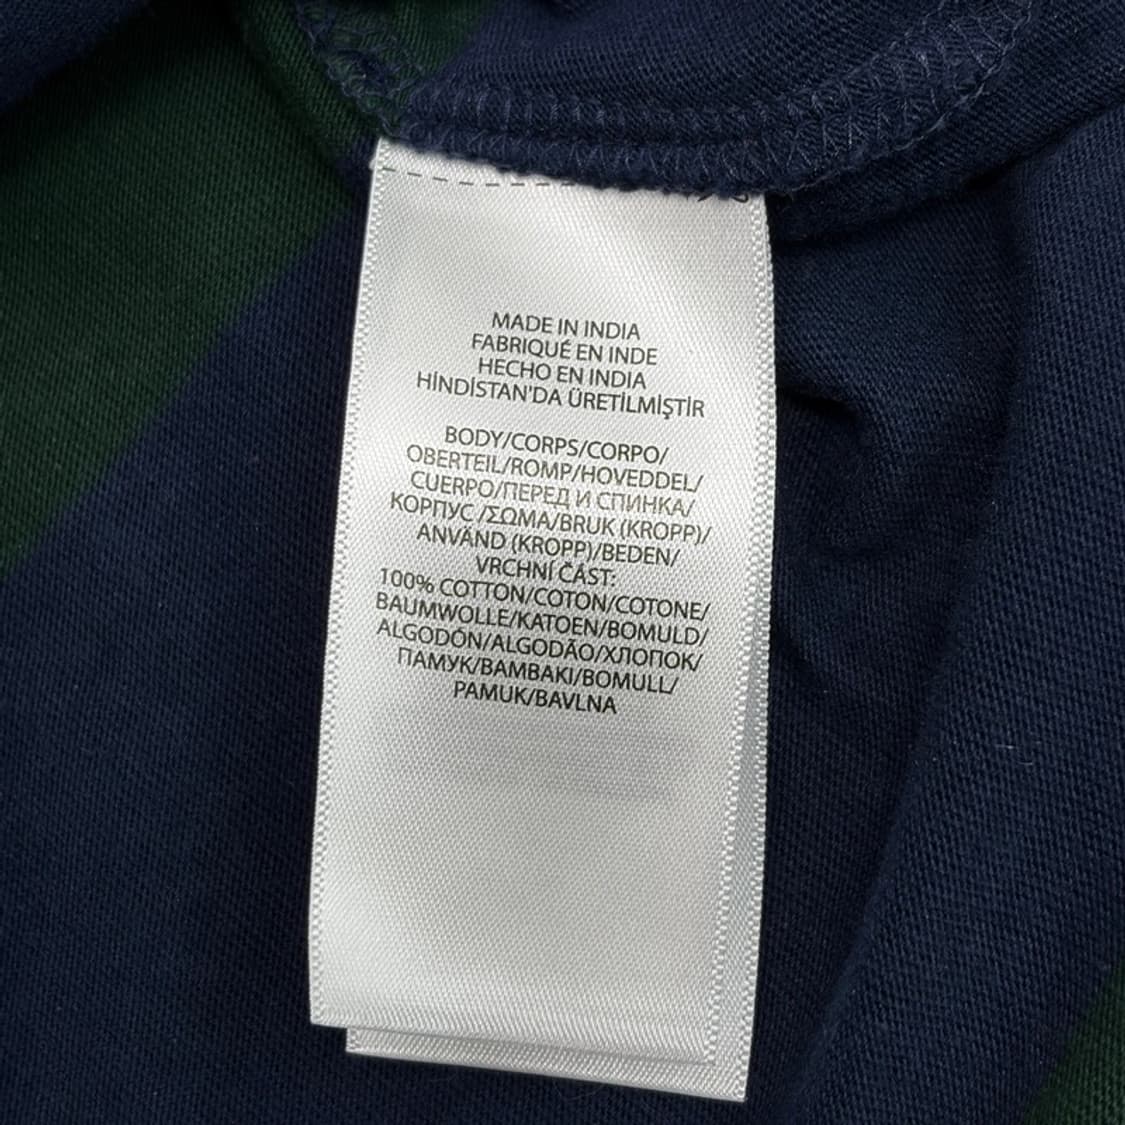 MADE IN INDIA
FABRIQUÉ EN INDE
HECHO EN INDIA
HİNDİSTAN'DA ÜRETİLMİŞTİR
BODY/CORPS/CORPO/
OBERTEIL/ROMP/HOVEDDEL/
CUERPO/ПЕРЕД И СПИНКА/
КОРПУС /ΣΩΜΑ/BRUK (KROPP)/
ANVÄND (KROPP)/BEDEN/
VRCHNÍ ČÁST:
100% COTTON/COTON/COTONE/
BAUMWOLLE/KATOEN/BOMULD/
ALGODÓN/ALGODÃO/ХЛОПОК/
ПАМУК/ΒΑΜΒΑΚΙ/BOMULL/
PAMUK/BAVLNA